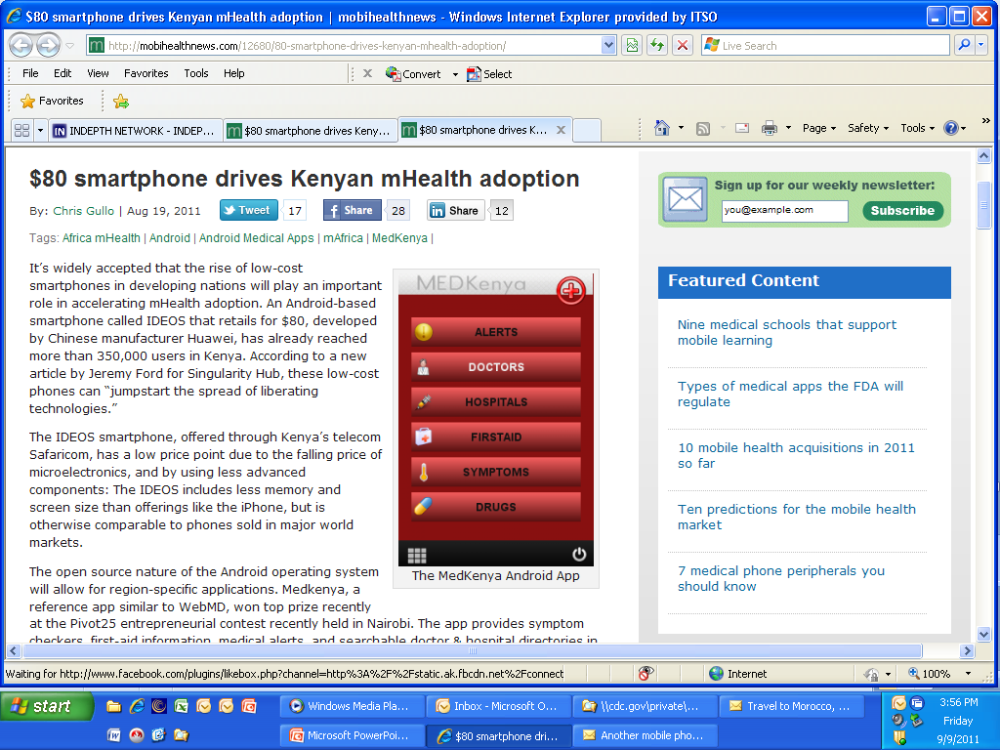 $80 smartphone drives Kenyan mHealth adoption | mobihealthnews - Windows Internet Explorer provided by ITSO
http://mobihealthnews.com/12680/80-smartphone-drives-kenyan-mhealth-adoption/
Live Search
File Edit View Favorites Tools Help
Convert
Select
Favorites
INDEPTH NETWORK - INDEP...
$80 smartphone drives Keny...
$80 smartphone drives K...
Page Safety Tools
$80 smartphone drives Kenyan mHealth adoption
By: Chris Gullo | Aug 19, 2011
Tweet 17
Share 28
Share 12
Tags: Africa mHealth | Android | Android Medical Apps | mAfrica | MedKenya |
It's widely accepted that the rise of low-cost
smartphones in developing nations will play an important
role in accelerating mHealth adoption. An Android-based
smartphone called IDEOS that retails for $80, developed
by Chinese manufacturer Huawei, has already reached
more than 350,000 users in Kenya. According to a new
article by Jeremy Ford for Singularity Hub, these low-cost
phones can “jumpstart the spread of liberating
technologies.”
The IDEOS smartphone, offered through Kenya's telecom
Safaricom, has a low price point due to the falling price of
microelectronics, and by using less advanced
components: The IDEOS includes less memory and
screen size than offerings like the iPhone, but is
otherwise comparable to phones sold in major world
markets.
The open source nature of the Android operating system
will allow for region-specific applications. Medkenya, a
reference app similar to WebMD, won top prize recently
at the Pivot25 entrepreneurial contest recently held in Nairobi. The app provides symptom
checkers, first-aid information, medical alerts, and searchable doctor & hospital directories in
MEDKenya
ALERTS
DOCTORS
HOSPITALS
FIRSTAID
SYMPTOMS
DRUGS
The MedKenya Android App
Sign up for our weekly newsletter:
you@example.com
Subscribe
Featured Content
Nine medical schools that support
mobile learning
Types of medical apps the FDA will
regulate
10 mobile health acquisitions in 2011
so far
Ten predictions for the mobile health
market
7 medical phone peripherals you
should know
Waiting for http://www.facebook.com/plugins/likebox.php?channel=http%3A%2F%2Fstatic.ak.fbcdn.net%2Fconnect
Internet
100%
start
Windows Media Pla...
Inbox - Microsoft O...
\\cdc.gov\private\...
Travel to Morocco, ...
Microsoft PowerPoi...
$80 smartphone dri...
Another mobile pho...
3:56 PM
Friday
9/9/2011